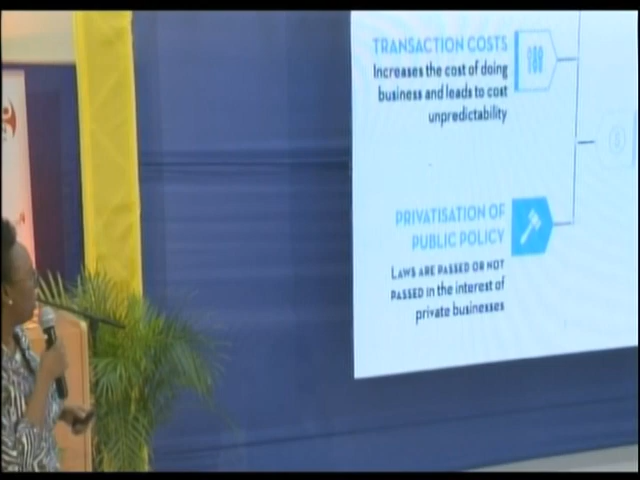 TRANSACTION COSTS
Increases the cost of doing
business and leads to cost
unpredictability
PRIVATISATION OF
PUBLIC POLICY
LAWS ARE PASSED OR NOT
PASSED in the interest of
private businesses